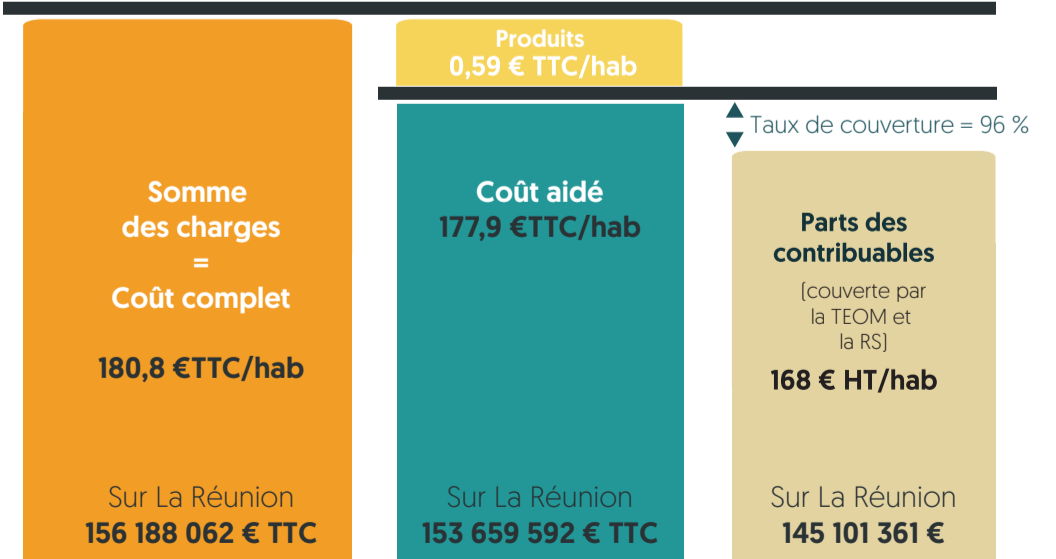 Somme
des charges
=
Coût complet
180,8 €TTC/hab
Sur La Réunion
156 188 062 € TTC
Produits
0,59 € TTC/hab
Coût aidé
177,9 €TTC/hab
Sur La Réunion
153 659 592 € TTC
Taux de couverture = 96 %
Parts des
contribuables
(couverte par
la TEOM et
la RS)
168 € HT/hab
Sur La Réunion
145 101 361 €